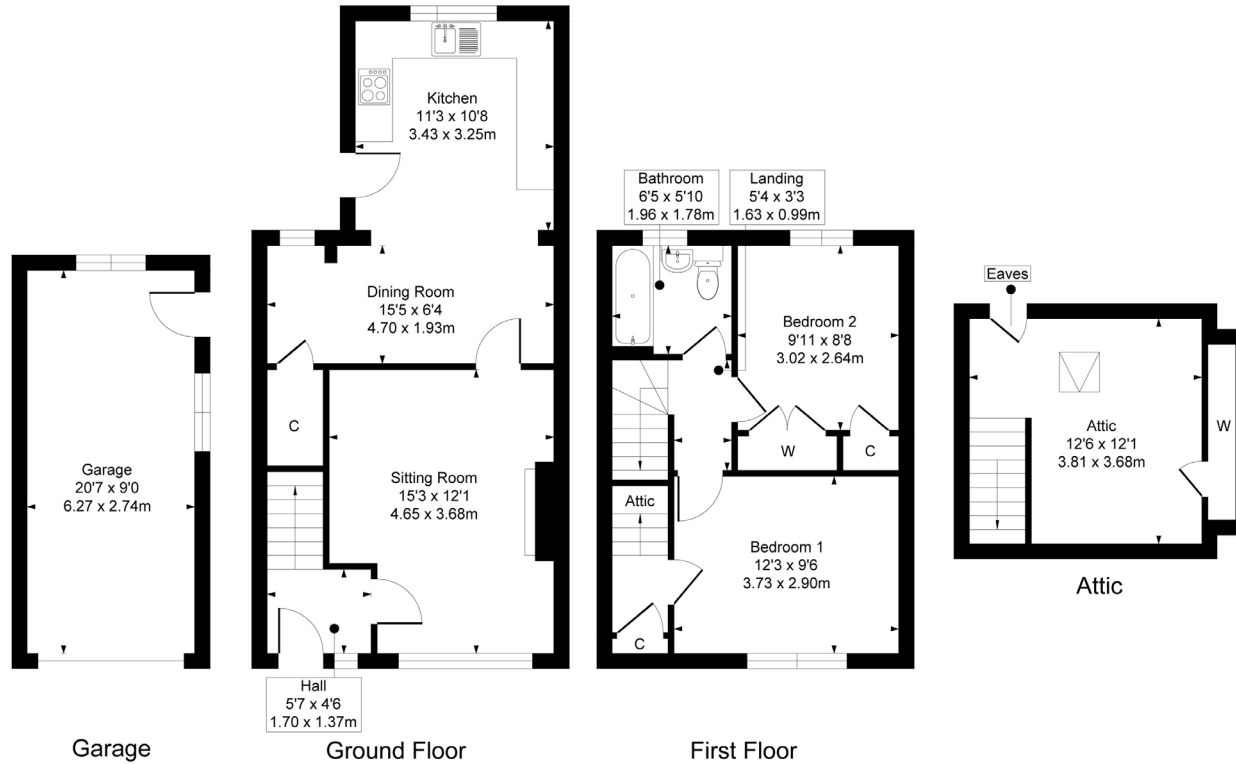 Kitchen
11'3 x 10'8
3.43 x 3.25m
Dining Room
15'5 x 6'4
4.70 x 1.93m
C
Sitting Room
15'3 x 12'1
4.65 x 3.68m
Hall
5'7 x 4'6
1.70 x 1.37m
Garage
20'7 x 9'0
6.27 x 2.74m
Bathroom
6'5 x 5'10
1.96 x 1.78m
Landing
5'4 x 3'3
1.63 x 0.99m
Bedroom 2
9'11 x 8'8
3.02 x 2.64m
W
C
Attic
Bedroom 1
12'3 x 9'6
3.73 x 2.90m
C
Eaves
Attic
12'6 x 12'1
3.81 x 3.68m
W
Attic
Garage
Ground Floor
First Floor